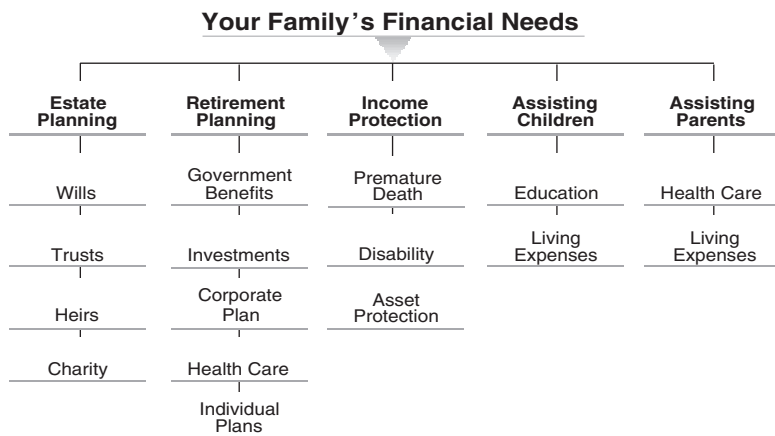 Your Family's Financial Needs
Estate
Planning
Wills
Trusts
Heirs
Charity
Retirement
Planning
Government
Benefits
Investments
Corporate
Plan
Health Care
Individual
Plans
Income
Protection
Premature
Death
Disability
Asset
Protection
Assisting
Children
Education
Living
Expenses
Assisting
Parents
Health Care
Living
Expenses